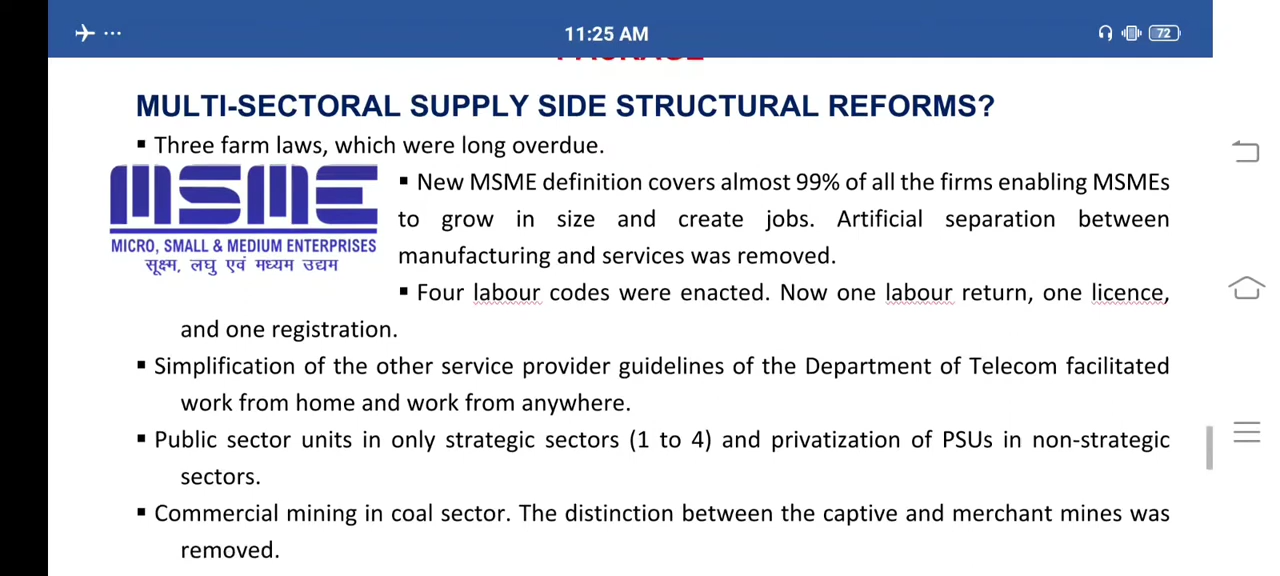 11:25 AM
72
PACKAGE
MULTI-SECTORAL SUPPLY SIDE STRUCTURAL REFORMS?
▪ Three farm laws, which were long overdue.
MSME
MICRO, SMALL & MEDIUM ENTERPRISES
सूक्ष्म, लघु एवं मध्यम उद्यम
▪ New MSME definition covers almost 99% of all the firms enabling MSMEs
to grow in size and create jobs. Artificial separation between
manufacturing and services was removed.
▪ Four labour codes were enacted. Now one labour return, one licence,
and one registration.
▪ Simplification of the other service provider guidelines of the Department of Telecom facilitated
work from home and work from anywhere.
▪ Public sector units in only strategic sectors (1 to 4) and privatization of PSUs in non-strategic
sectors.
▪ Commercial mining in coal sector. The distinction between the captive and merchant mines was
removed.